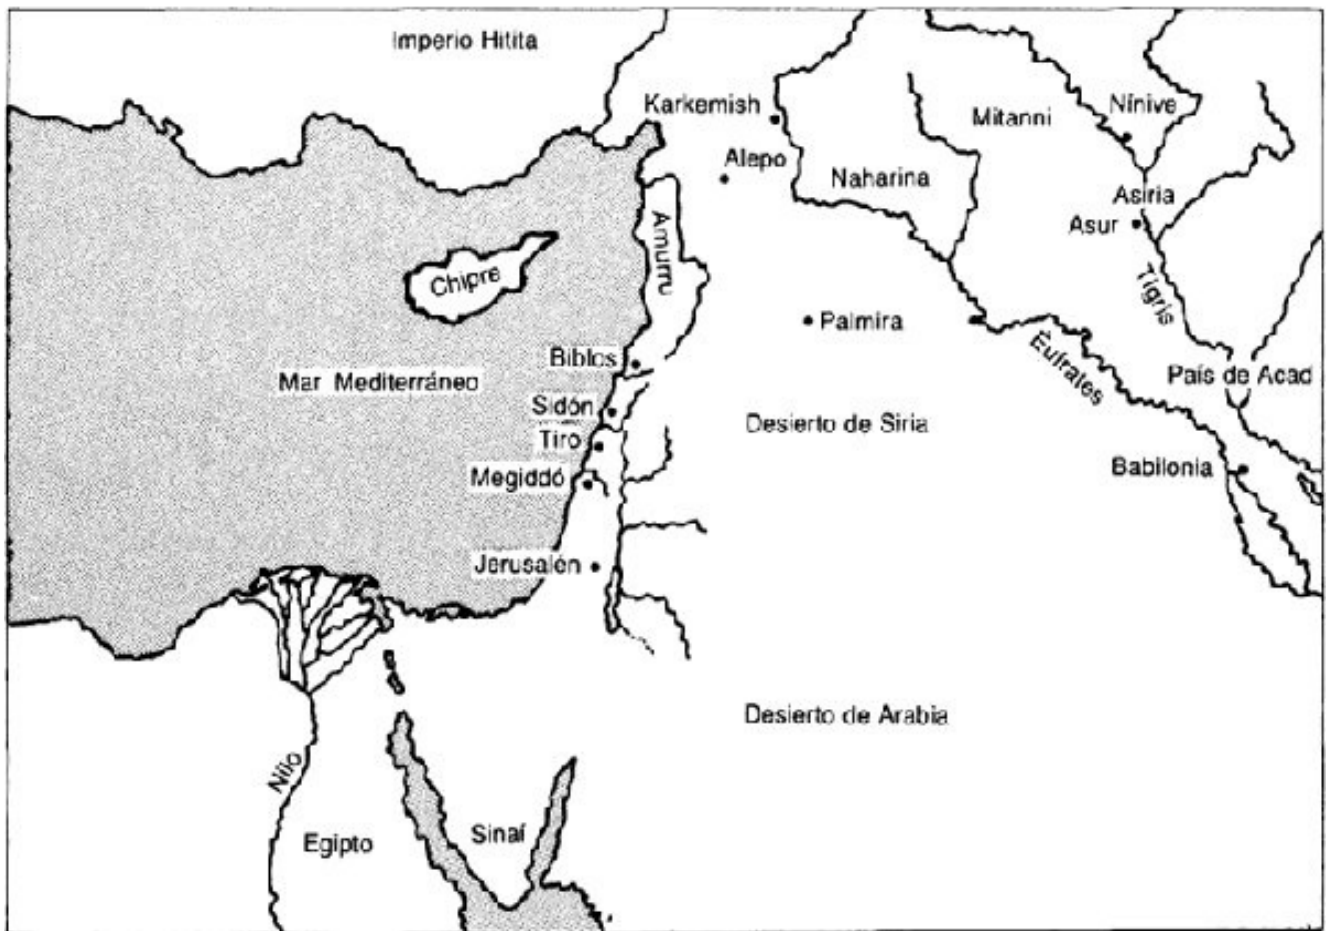 Imperio Hitita
Karkemish
Mitanni
Nínive
Alepo
Naharina
Asiria
Asur
Amurru
Chipre
Tigris
Palmira
Biblos
Éufrates
Mar Mediterráneo
País de Acad
Sidón
Desierto de Siria
Tiro
Babilonia
Megiddó
Jerusalén
Desierto de Arabia
Nilo
Sinaí
Egipto